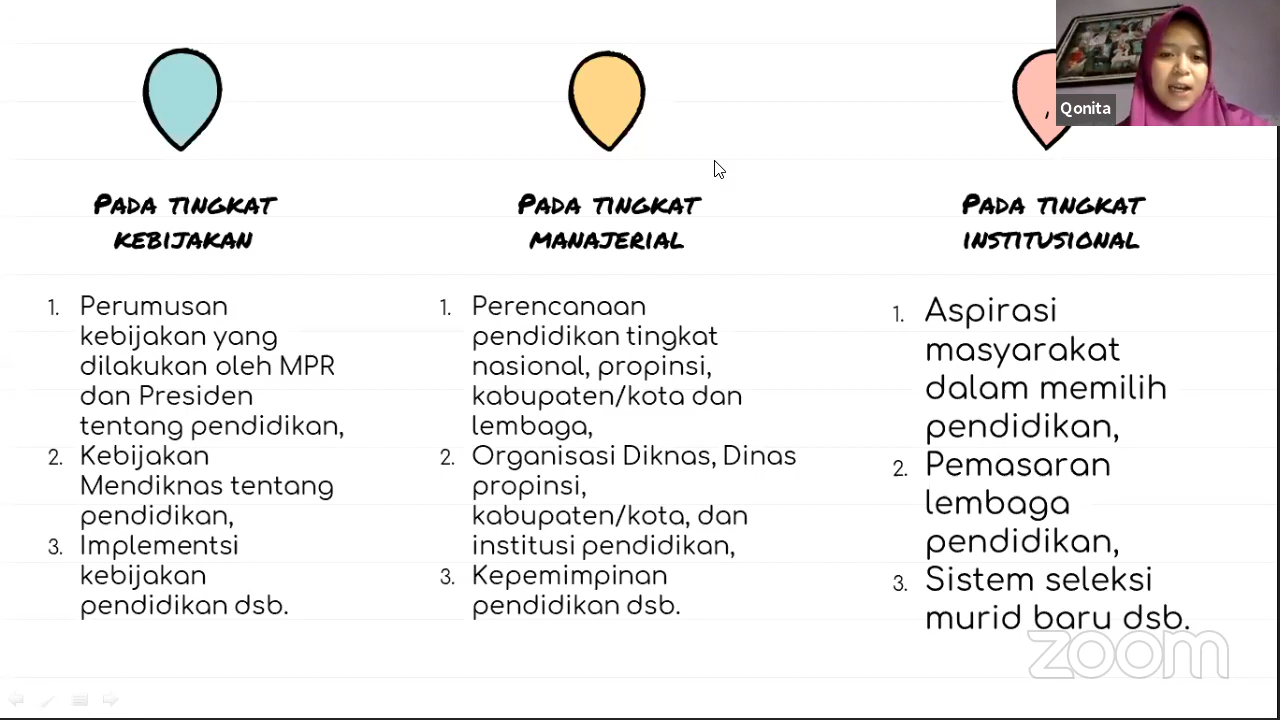 Qonita
PADA TINGKAT
KEBIJAKAN
1. Perumusan
kebijakan yang
dilakukan oleh MPR
dan Presiden
tentang pendidikan,
2. Kebijakan
Mendiknas tentang
pendidikan,
3. Implementsi
kebijakan
pendidikan dsb.
PADA TINGKAT
MANAJERIAL
1. Perencanaan
pendidikan tingkat
nasional, propinsi,
kabupaten/kota dan
lembaga,
2. Organisasi Diknas, Dinas
propinsi,
kabupaten/kota, dan
institusi pendidikan,
3. Kepemimpinan
pendidikan dsb.
PADA TINGKAT
INSTITUSIONAL
1. Aspirasi
masyarakat
dalam memilih
pendidikan,
2. Pemasaran
lembaga
pendidikan,
3. Sistem seleksi
murid baru dsb.
zoom